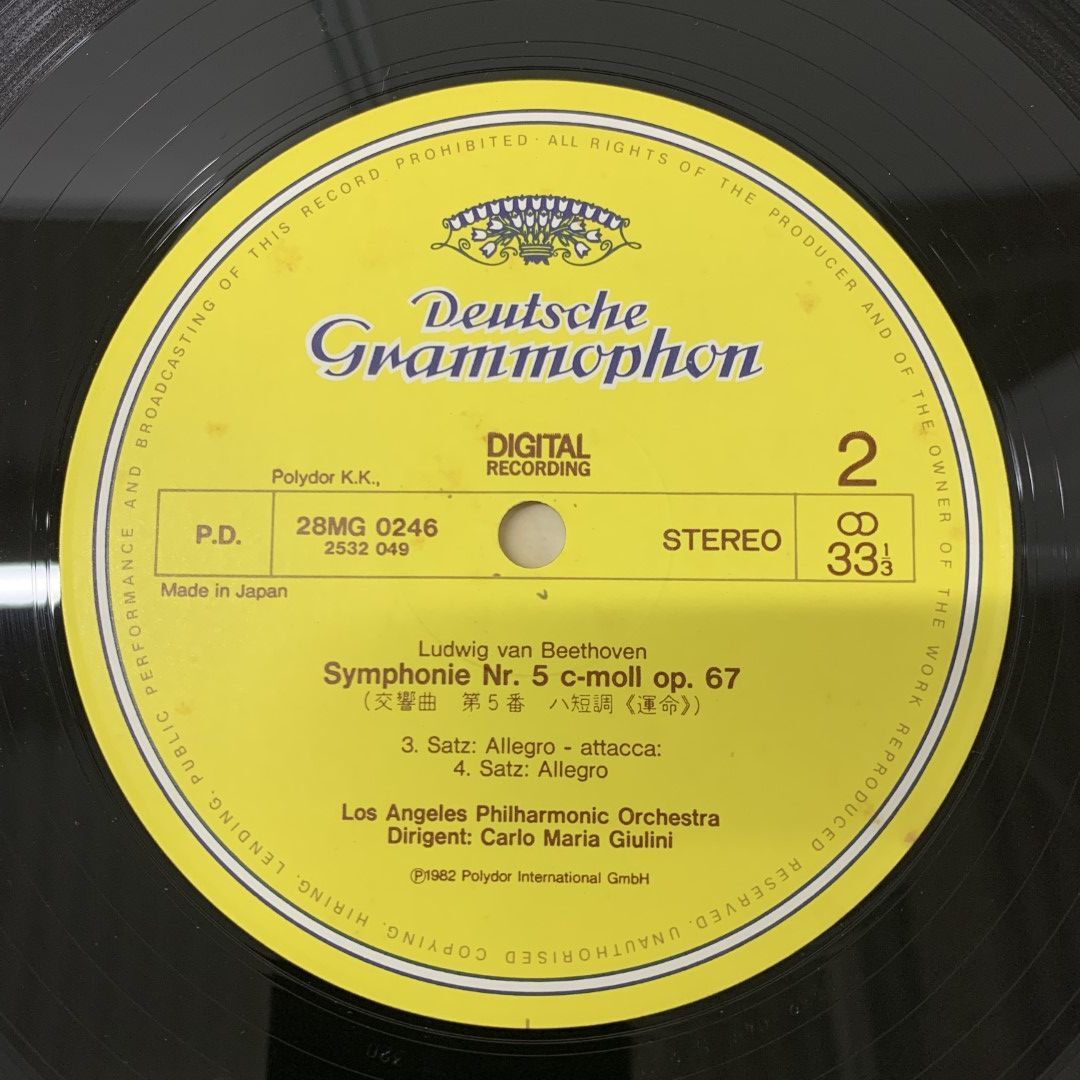 PROHIBITED · ALL RIGHTS OF THE PRODUCER AND OF THE OWNER OF THE WORK REPRODUCED RESERVED. UNAUTHORISED COPYING, HIRING, LENDING, PUBLIC PERFORMANCE AND BROADCASTING OF THIS RECORD
Deutsche
Grammophon
DIGITAL
RECORDING
2
Polydor K.K.,
P.D.
28MG 0246
2532 049
STEREO
33 1/3
Made in Japan
Ludwig van Beethoven
Symphonie Nr. 5 c-moll op. 67
(交響曲 第5番 ハ短調《運命》)
3. Satz: Allegro - attacca:
4. Satz: Allegro
Los Angeles Philharmonic Orchestra
Dirigent: Carlo Maria Giulini
Ⓟ1982 Polydor International GmbH